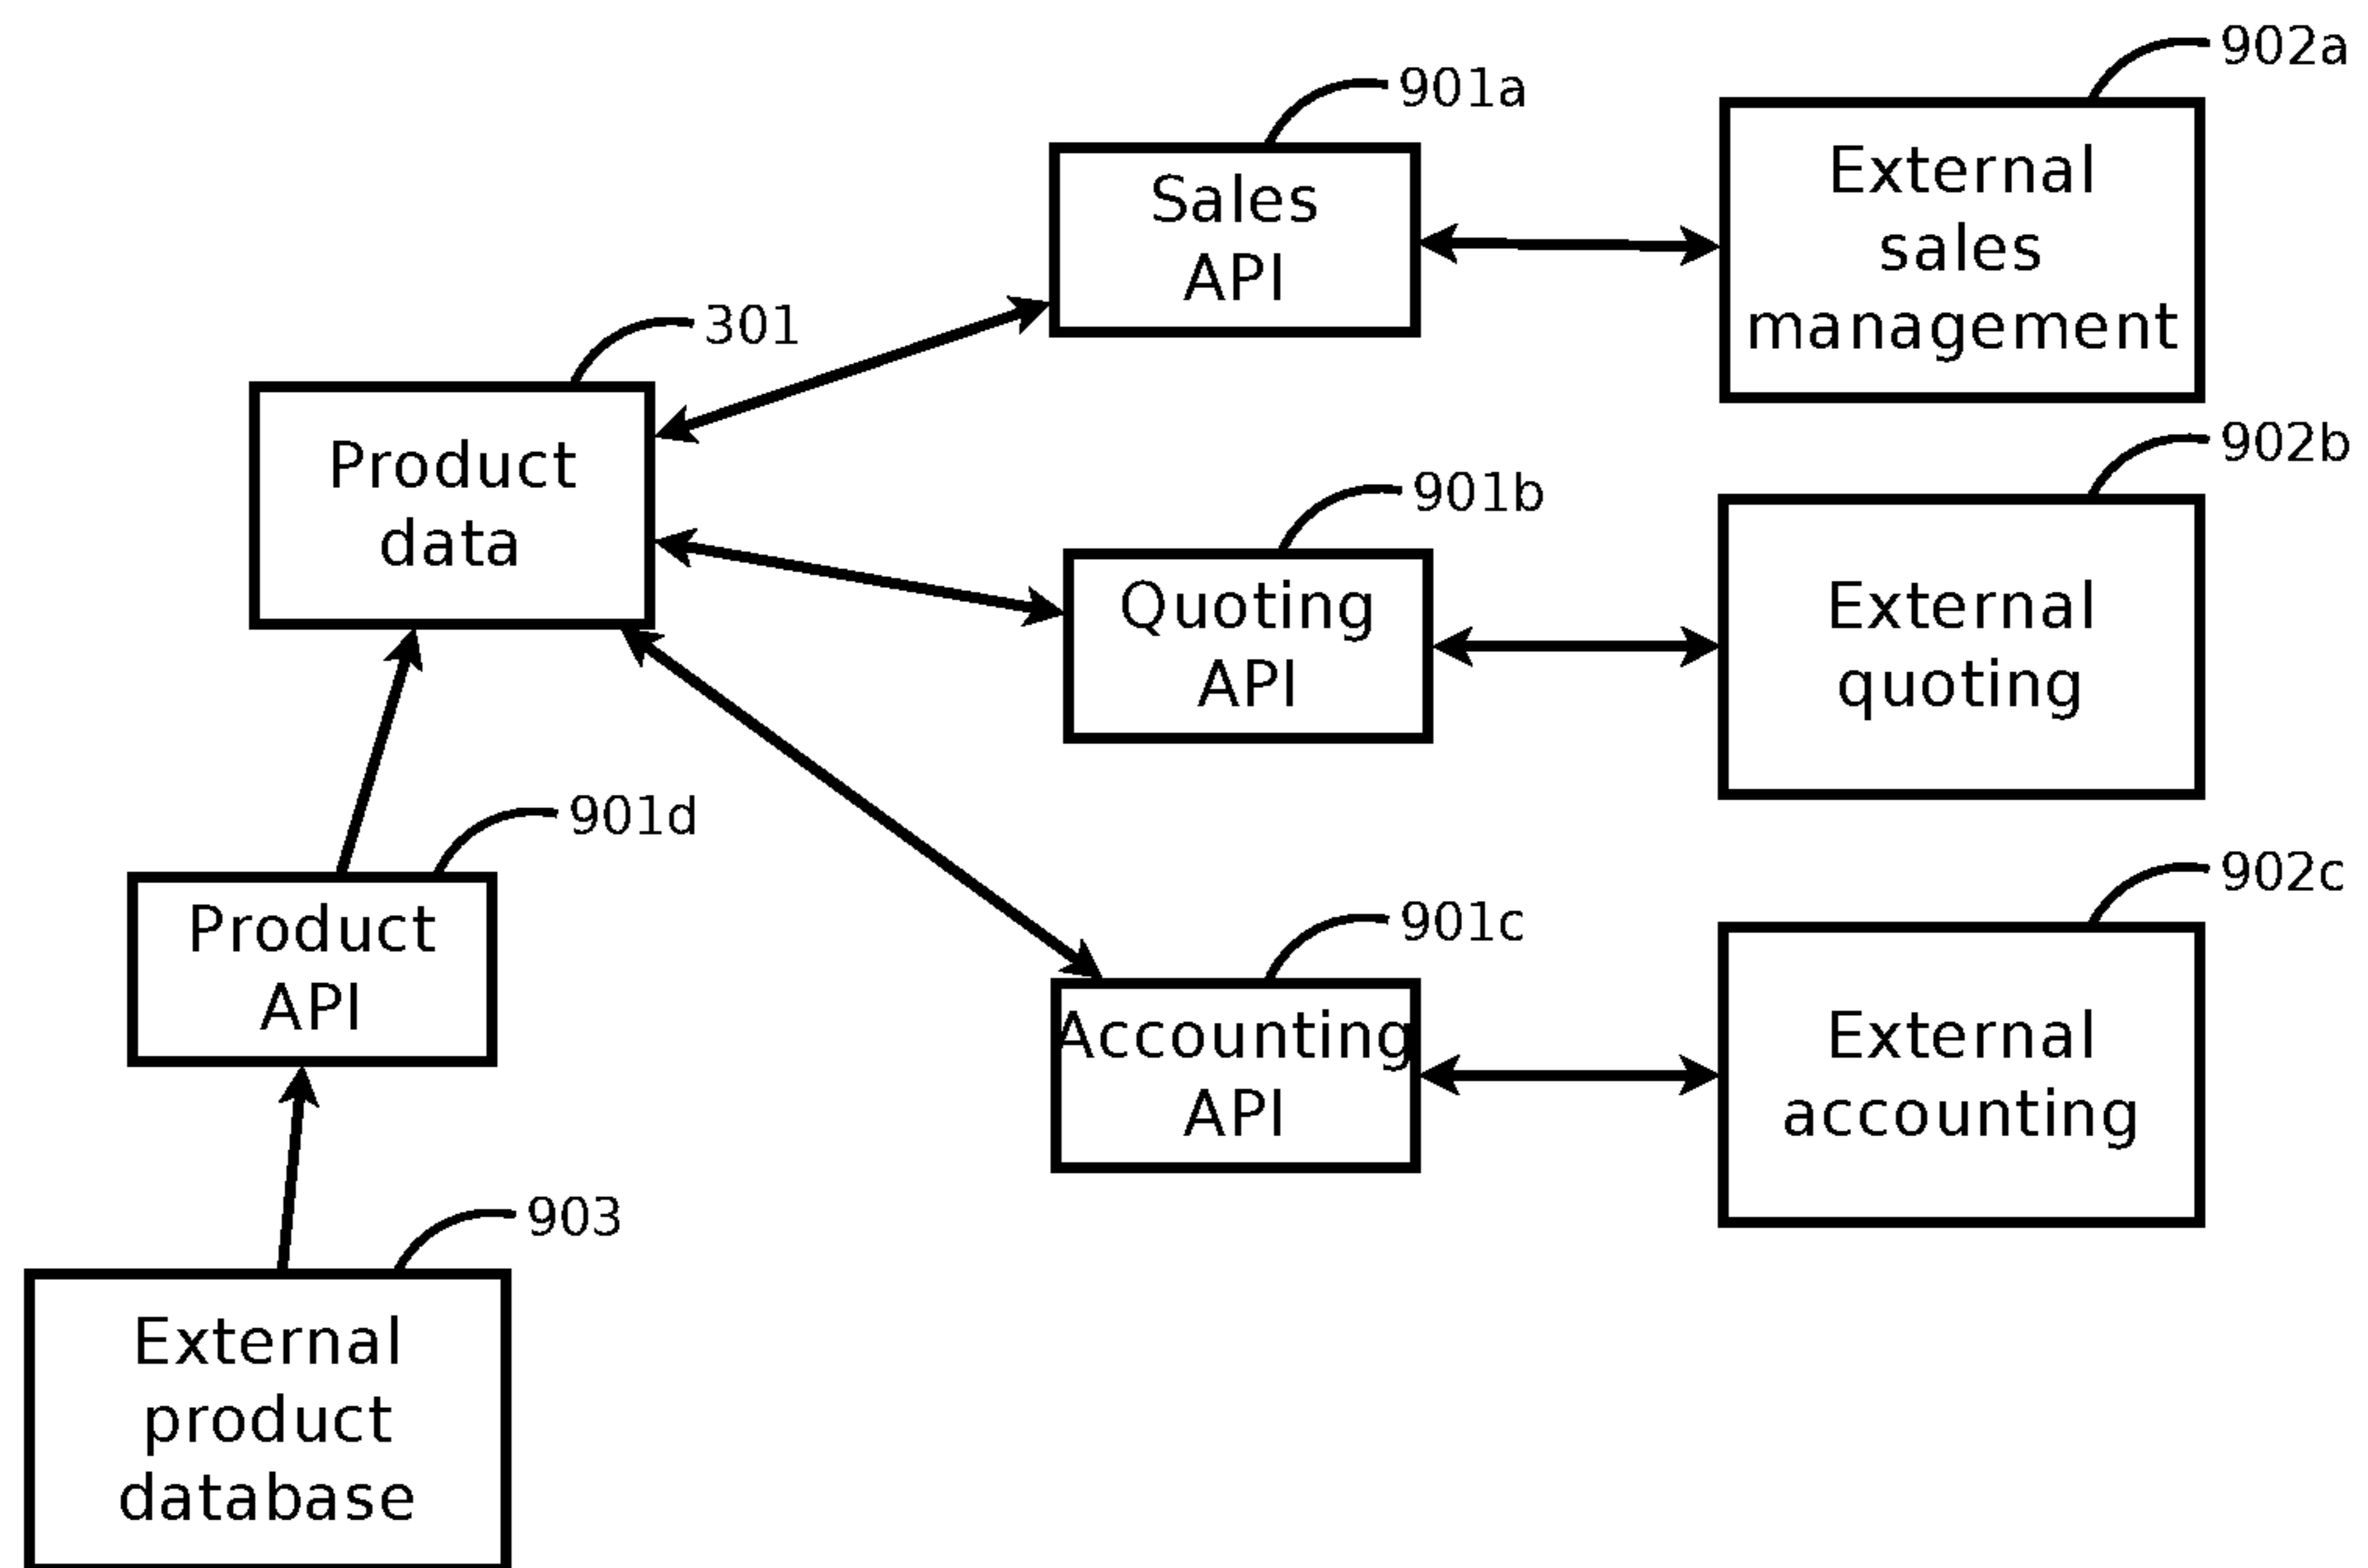 902a
External
sales
management
901a
Sales
API
301
Product
data
902b
External
quoting
901b
Quoting
API
901d
Product
API
902c
External
accounting
901c
Accounting
API
903
External
product
database